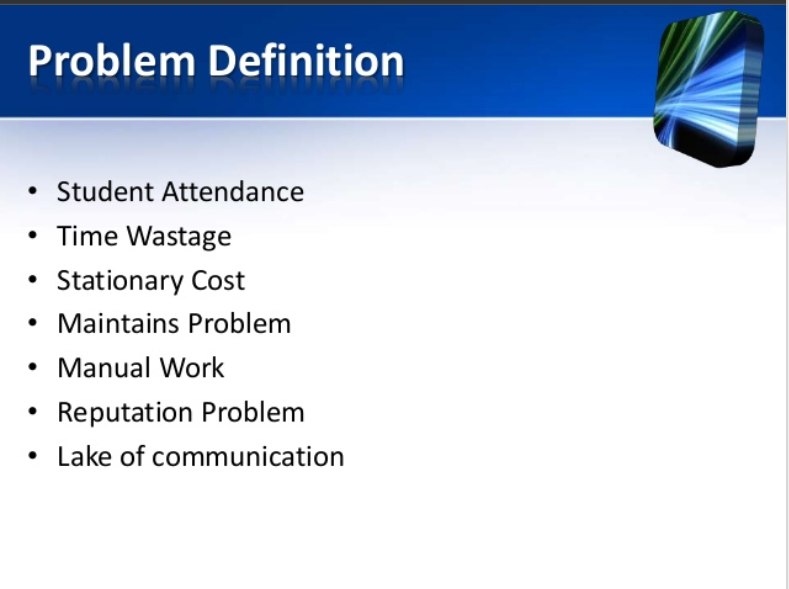 Problem Definition
• Student Attendance
• Time Wastage
• Stationary Cost
• Maintains Problem
• Manual Work
• Reputation Problem
• Lake of communication